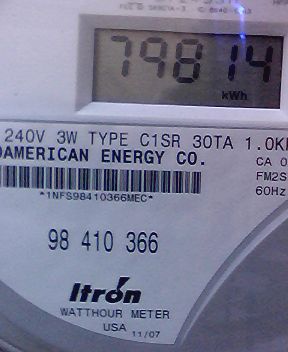 79814
kWh
240V 3W TYPE C1SR 30TA 1.0K
AMERICAN ENERGY CO.
CA 0
FM2S
60Hz
*1NFS98410366MEC*
98 410 366
Itrón
WATTHOUR METER
USA 11/07